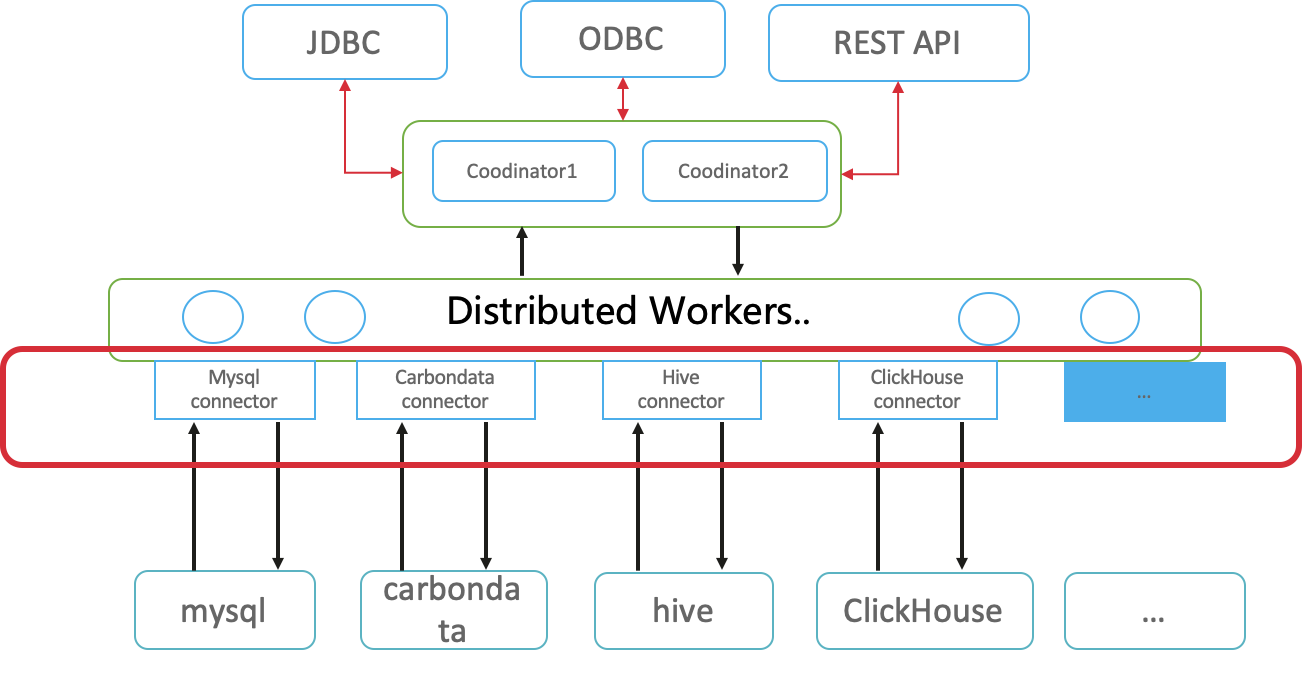 JDBC
ODBC
REST API
Coodinator1
Coodinator2
Distributed Workers..
Mysql
connector
Carbondata
connector
Hive
connector
ClickHouse
connector
...
mysql
carbonda
ta
hive
ClickHouse
...